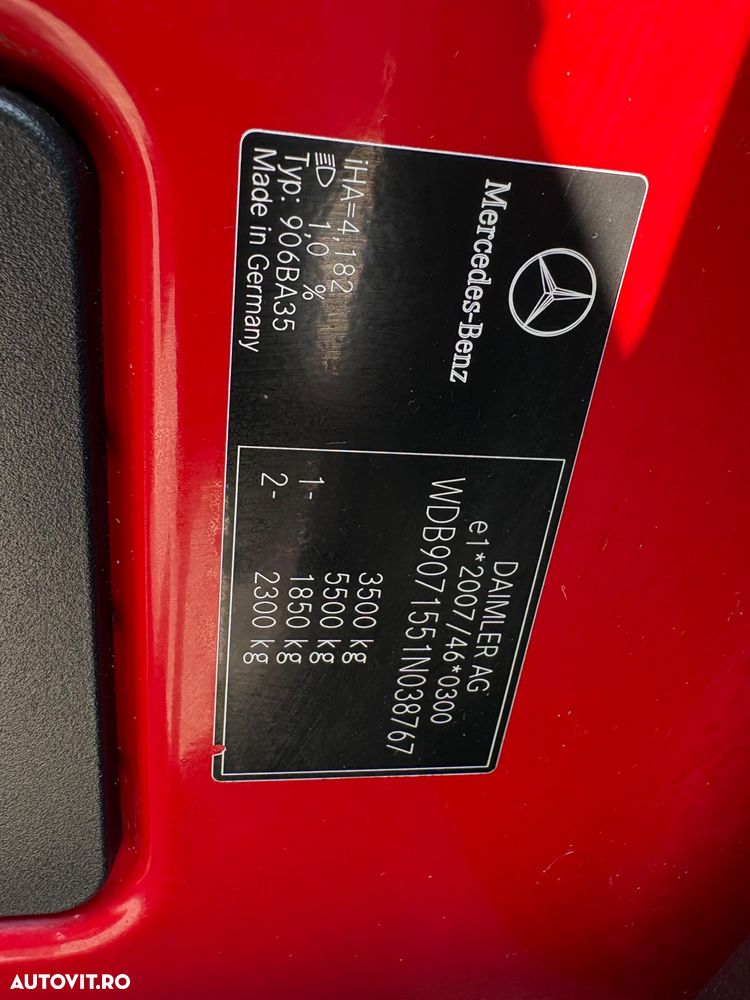 Mercedes-Benz
iHA=4,182
1,0 %
Typ: 906BA35
Made in Germany
DAIMLER AG
e1*2007/46*0300
WDB9071551N038767
3500 kg
5500 kg
1- 1850 kg
2- 2300 kg
AUTOVIT.RO